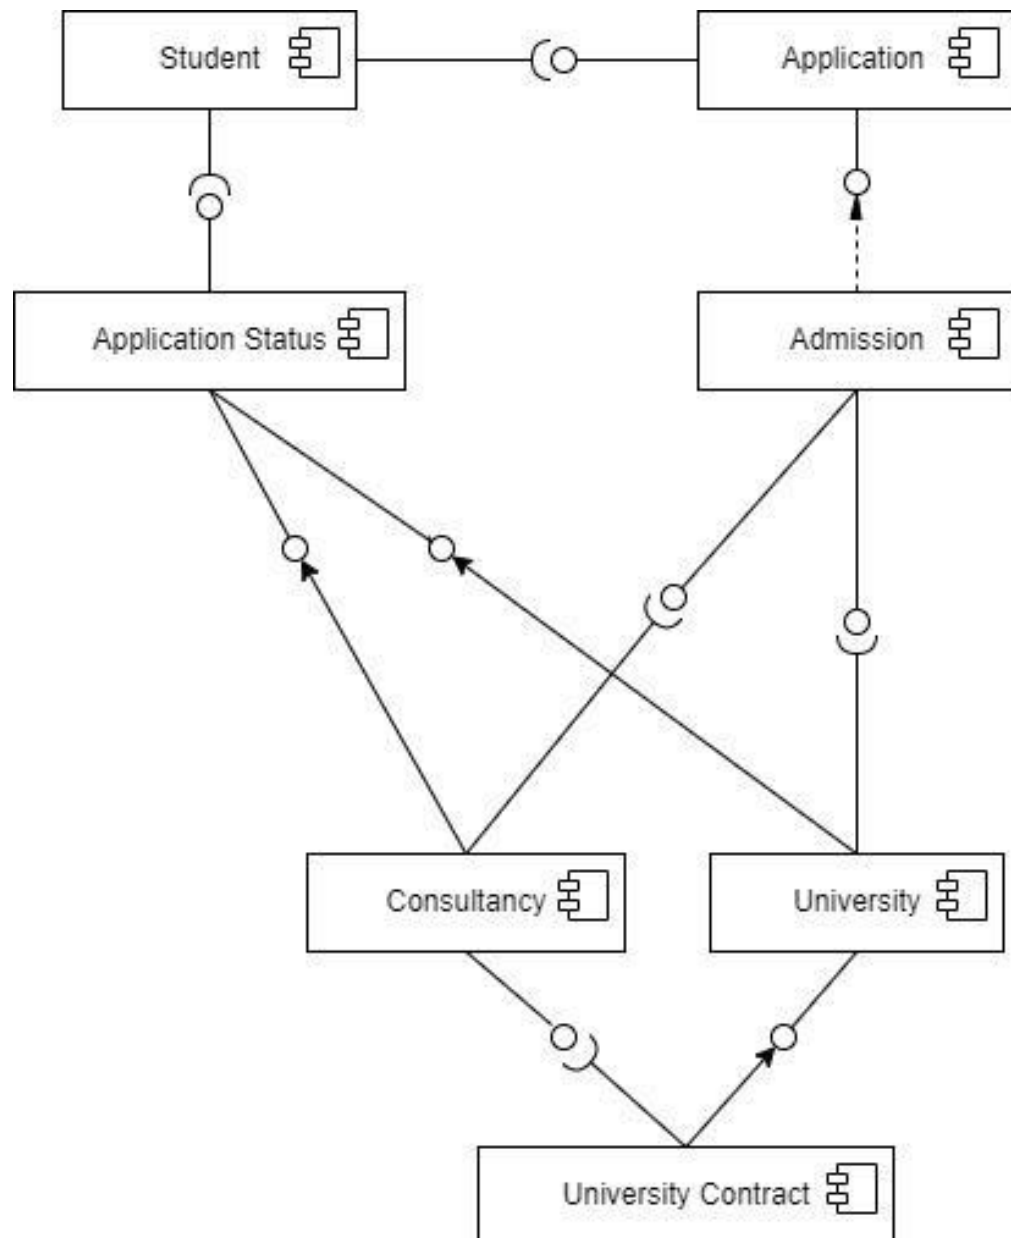 Student
Application
Application Status
Admission
Consultancy
University
University Contract